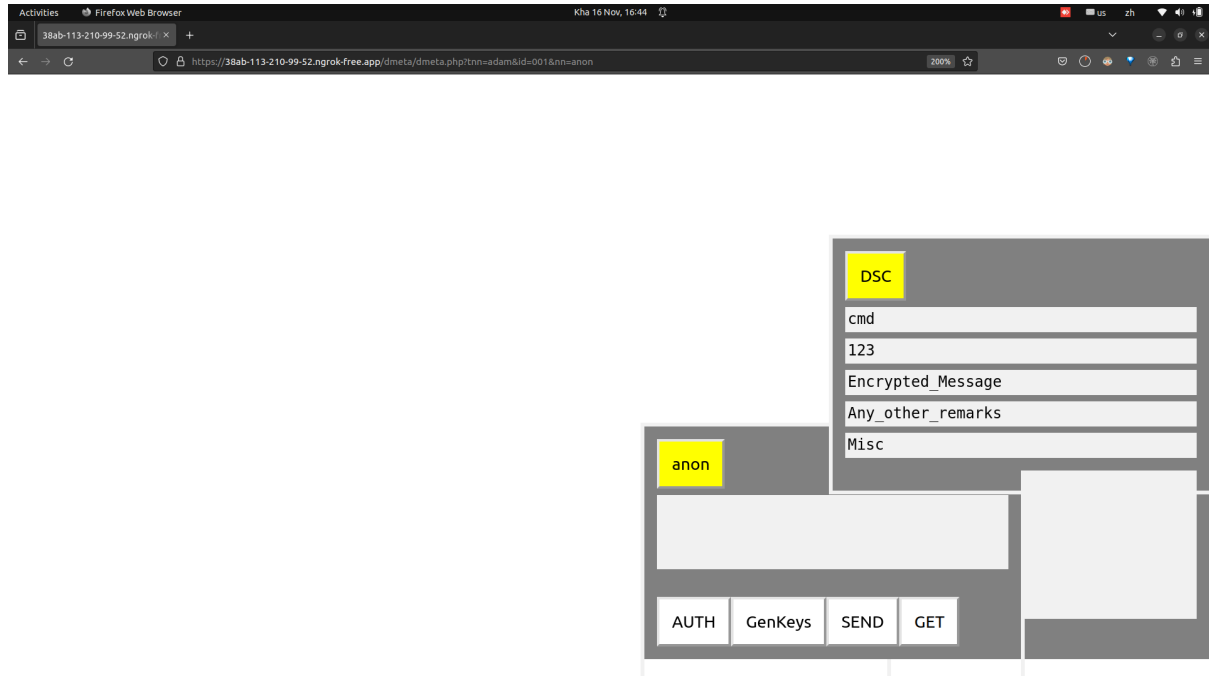 Activities Firefox Web Browser Kha 16 Nov, 16:44 us zh
38ab-113-210-99-52.ngrok-f
https://38ab-113-210-99-52.ngrok-free.app/dmeta/dmeta.php?tnn=adam&id=001&nn=anon 200%
DSC
cmd
123
Encrypted_Message
Any_other_remarks
Misc
anon
AUTH GenKeys SEND GET